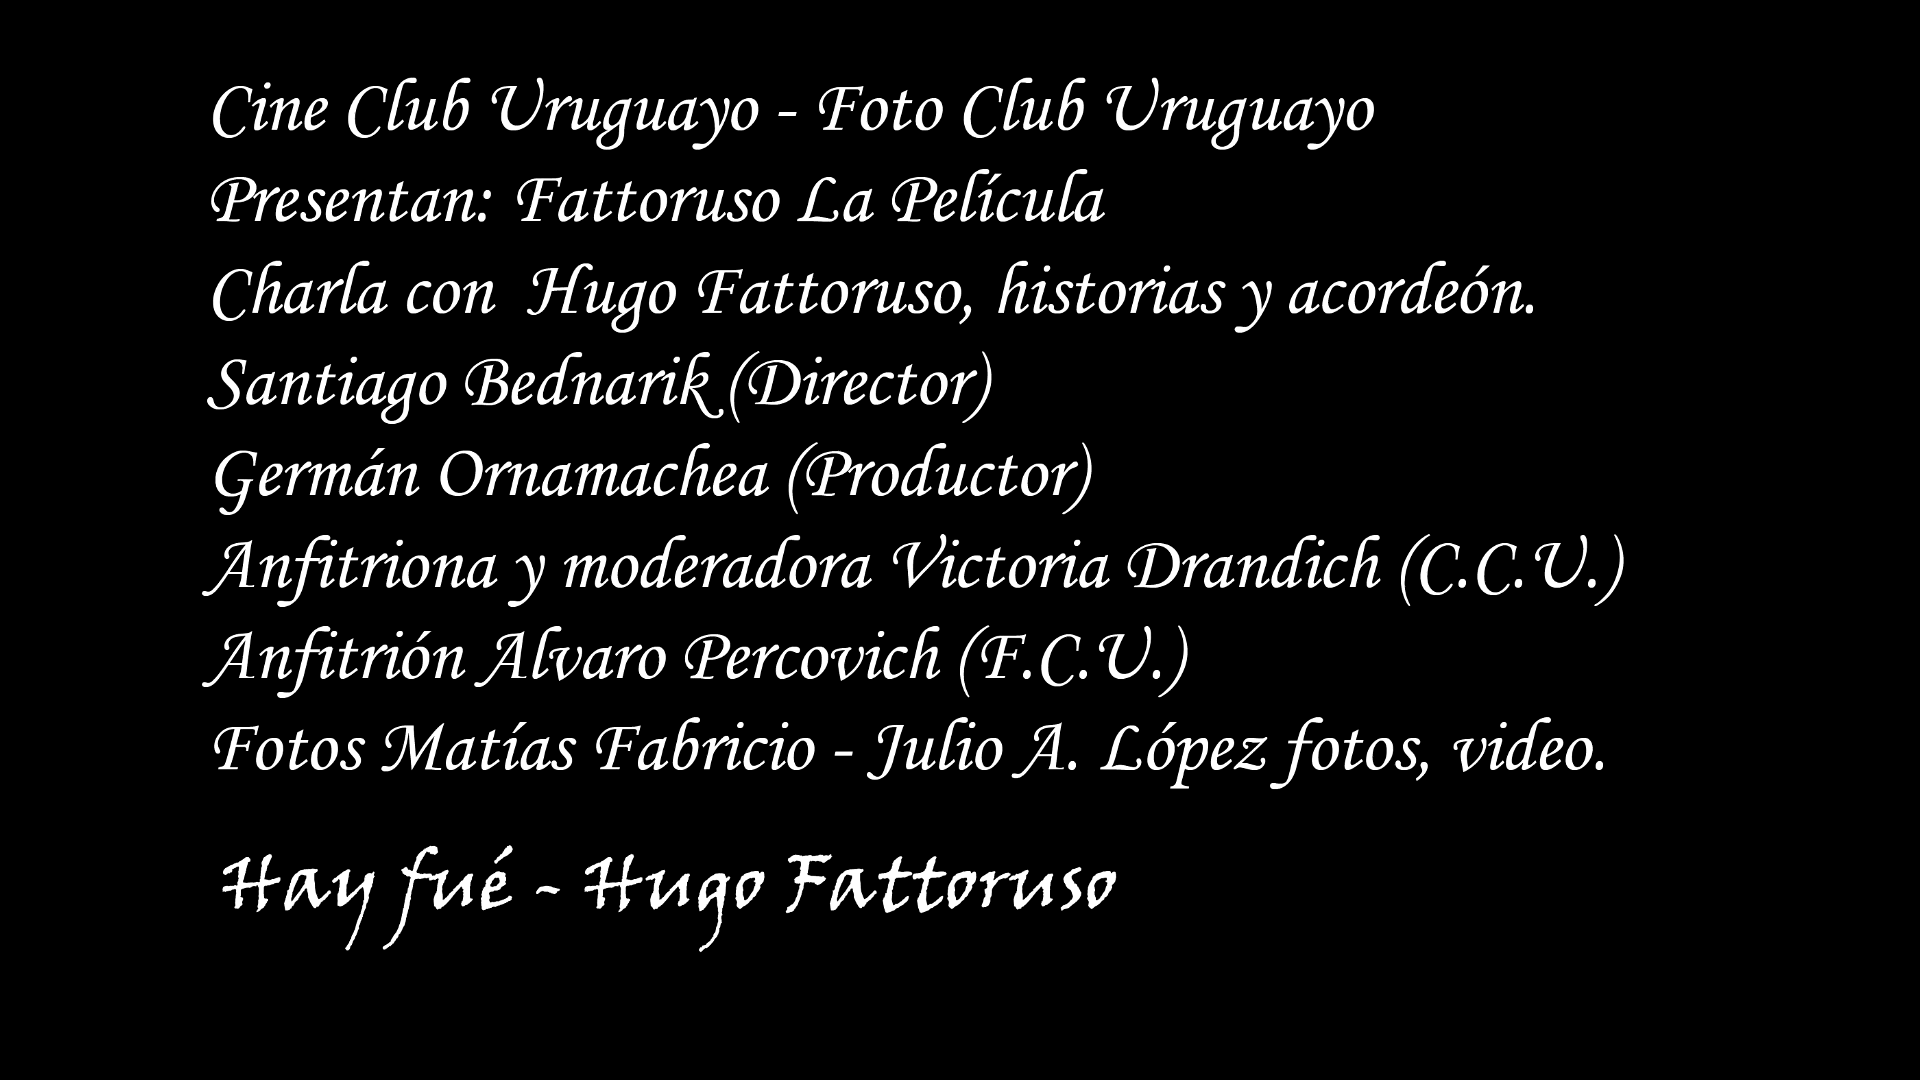 Cine Club Uruguayo - Foto Club Uruguayo
Presentan: Fattoruso La Película
Charla con Hugo Fattoruso, historias y acordeón.
Santiago Bednarik (Director)
Germán Ornamachea (Productor)
Anfitriona y moderadora Victoria Drandich (C.C.U.)
Anfitrión Alvaro Percovich (F.C.U.)
Fotos Matías Fabricio - Julio A. López fotos, video.
Hay fué - Hugo Fattoruso